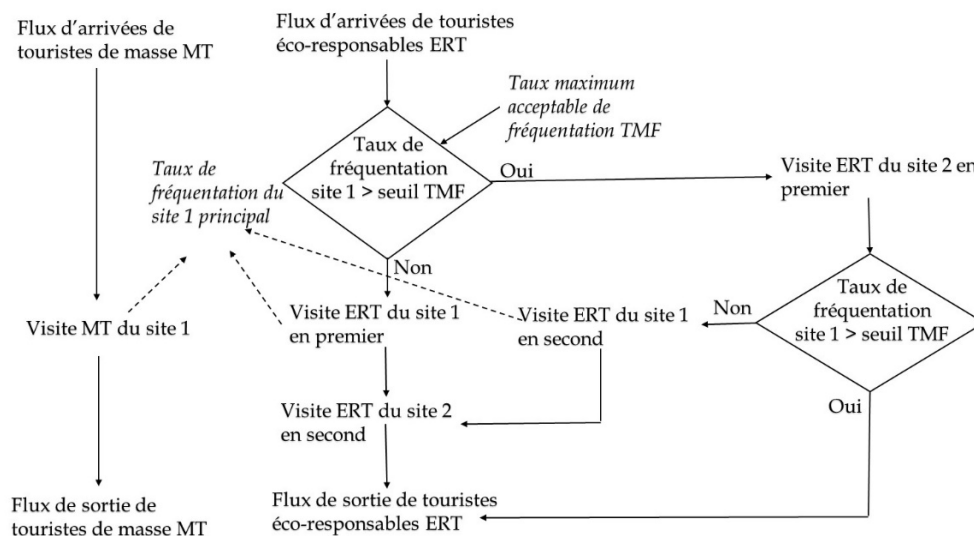 Flux d'arrivées de
touristes de masse MT
Flux d'arrivées de touristes
éco-responsables ERT
Taux maximum
acceptable de
fréquentation TMF
Taux de
fréquentation
site 1 > seuil TMF
Oui
Visite ERT du site 2 en
premier
Taux de
fréquentation du
site 1 principal
Non
Taux de
fréquentation
site 1 > seuil TMF
Non
Visite MT du site 1
Visite ERT du site 1
en premier
Visite ERT du site 1
en second
Oui
Visite ERT du site 2
en second
Flux de sortie de
touristes de masse MT
Flux de sortie de touristes
éco-responsables ERT